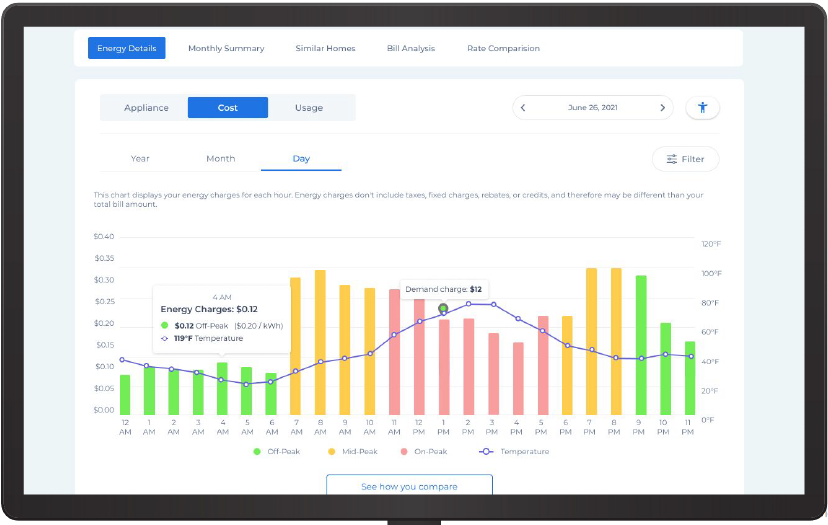 Energy Details Monthly Summary Similar Homes Bill Analysis Rate Comparision
Appliance Cost Usage June 26, 2021
Year Month Day Filter
This chart displays your energy charges for each hour. Energy charges don't include taxes, fixed charges, rebates, or credits, and therefore may be different than your
total bill amount.
$0.40
$0.35
$0.30
$0.25
$0.20
$0.15
$0.10
$0.05
$0.00
120°F
100°F
80°F
60°F
40°F
20°F
0°F
4 AM
Energy Charges: $0.12
$0.12 Off-Peak ($0.20 / kWh)
119°F Temperature
Demand charge: $12
12 1 2 3 4 5 6 7 8 9 10 11 12 1 2 3 4 5 6 7 8 9 10 11
AM AM AM AM AM AM AM AM AM AM AM AM PM PM PM PM PM PM PM PM PM PM PM PM
Off-Peak Mid-Peak On-Peak Temperature
See how you compare